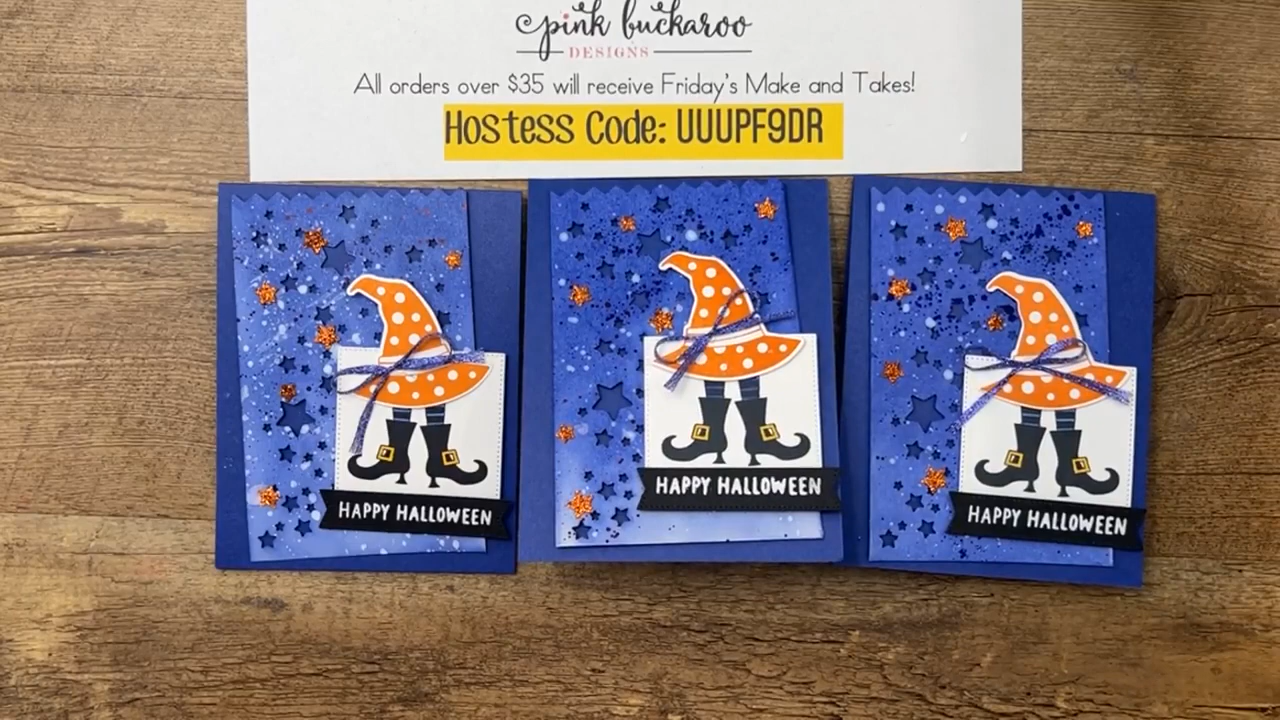 pink buckaroo
DESIGNS
All orders over $35 will receive Friday's Make and Takes!
Hostess Code: UUUPF9DR
HAPPY HALLOWEEN
HAPPY HALLOWEEN
HAPPY HALLOWEEN